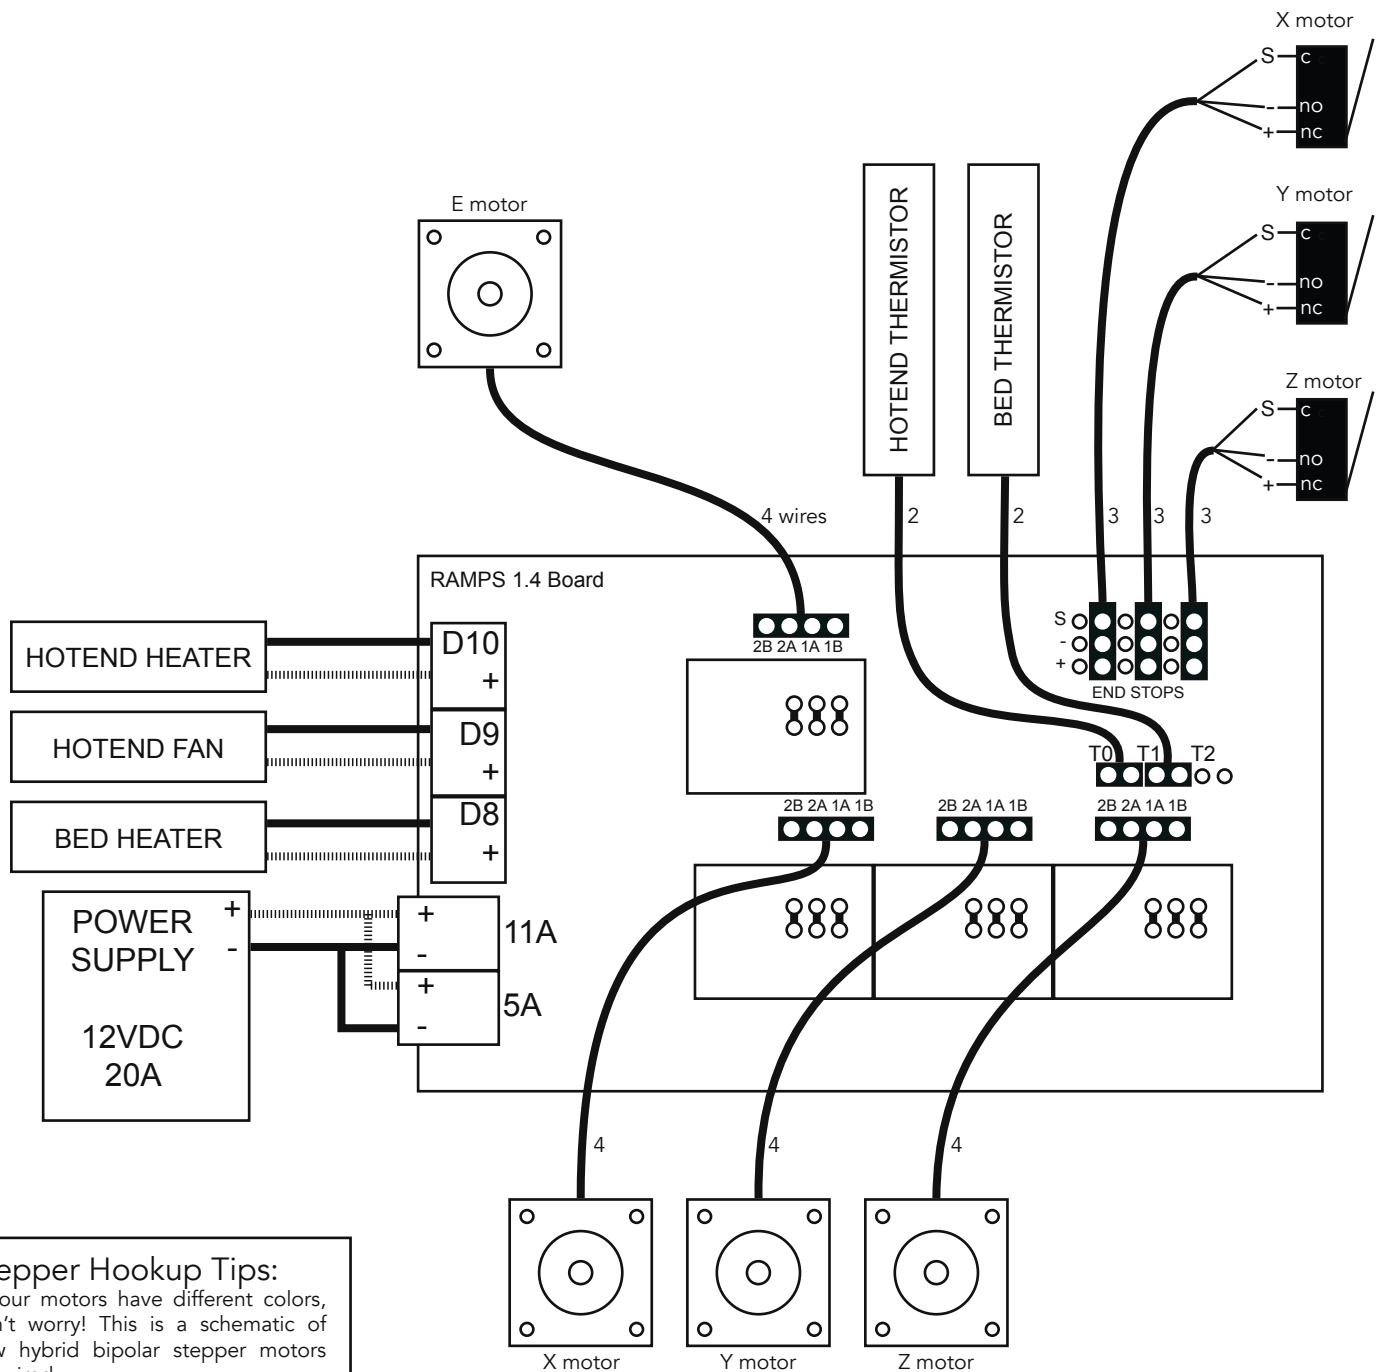 X motor
S c
- no
+ nc
Y motor
S c
- no
+ nc
Z motor
S c
- no
+ nc
E motor
HOTEND THERMISTOR
BED THERMISTOR
4 wires
2
2
3
3
3
RAMPS 1.4 Board
2B 2A 1A 1B
S
-
+
END STOPS
HOTEND HEATER
D10
+
HOTEND FAN
D9
+
BED HEATER
D8
+
T0 T1 T2
2B 2A 1A 1B
2B 2A 1A 1B
2B 2A 1A 1B
POWER
SUPPLY
12VDC
20A
+
-
+
-
11A
+
-
5A
4
4
4
X motor
Y motor
Z motor
epper Hookup Tips:
our motors have different colors,
n't worry! This is a schematic of
w hybrid bipolar stepper motors